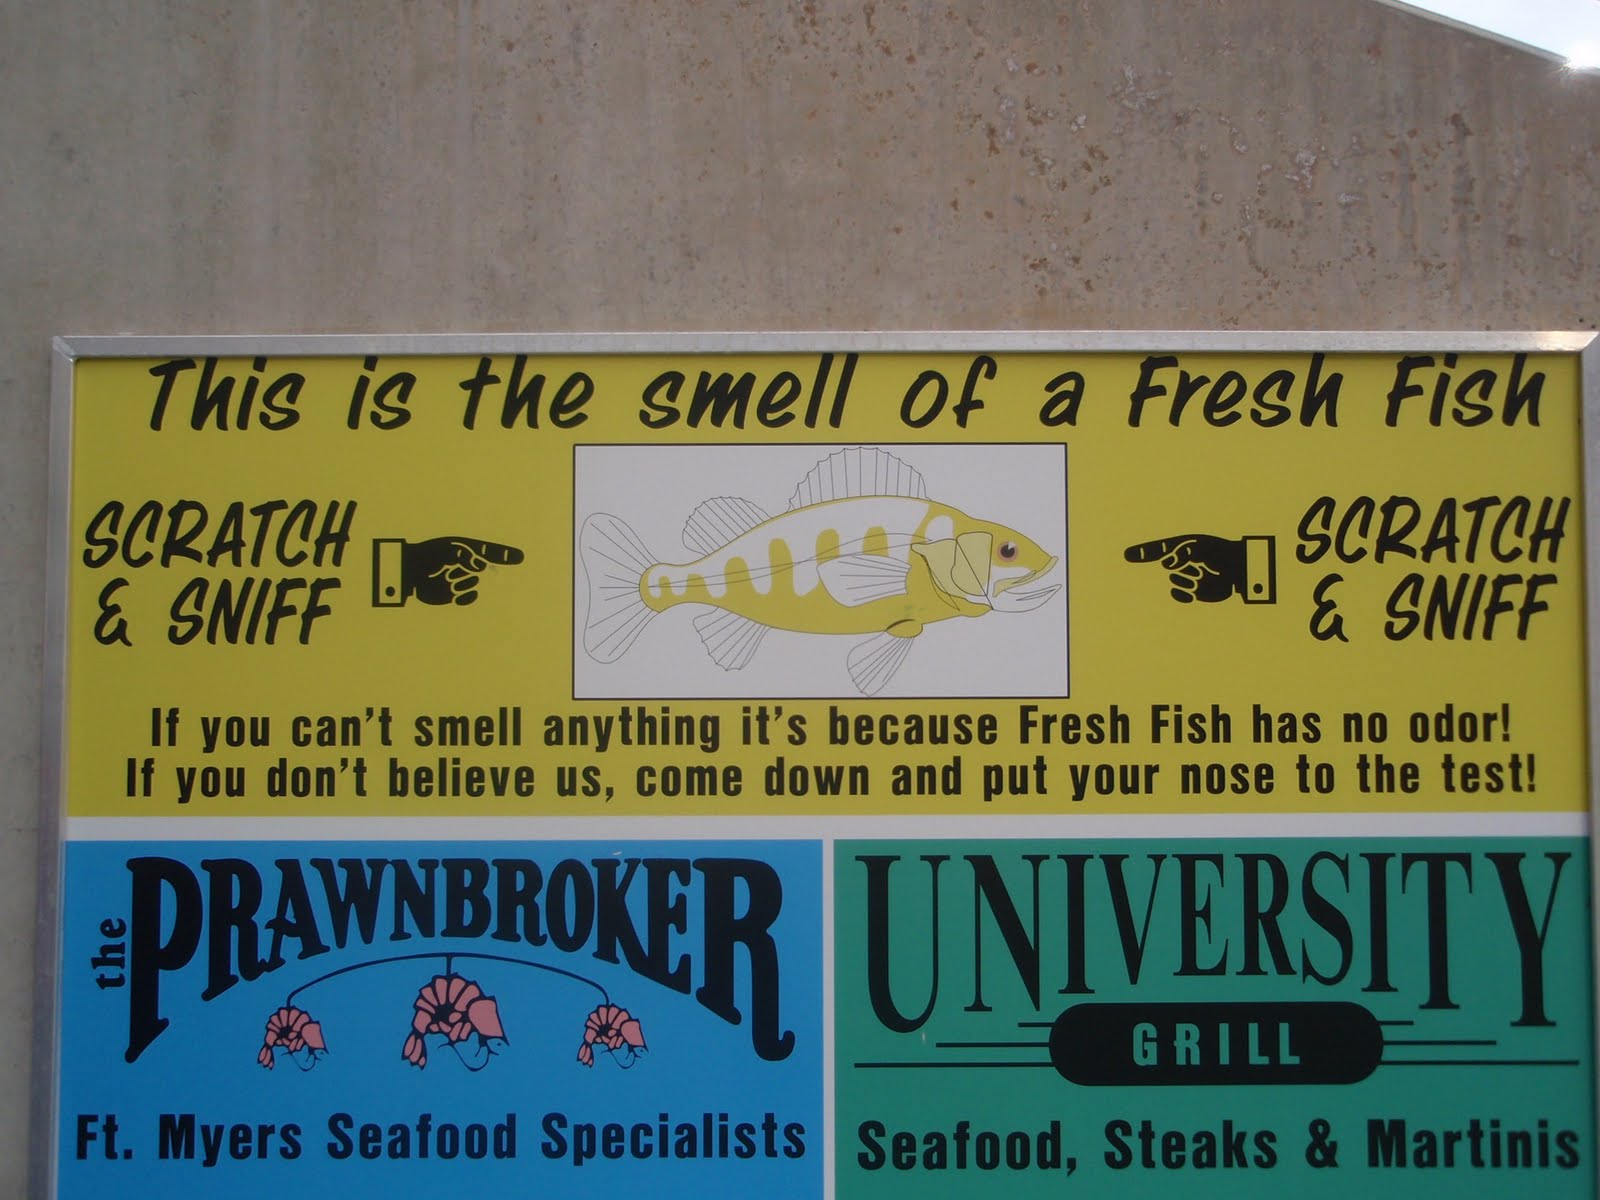 This is the smell of a Fresh Fish
SCRATCH
& SNIFF
SCRATCH
& SNIFF
If you can't smell anything it's because Fresh Fish has no odor!
If you don't believe us, come down and put your nose to the test!
the PRAWNBROKER
Ft. Myers Seafood Specialists
UNIVERSITY
GRILL
Seafood, Steaks & Martinis